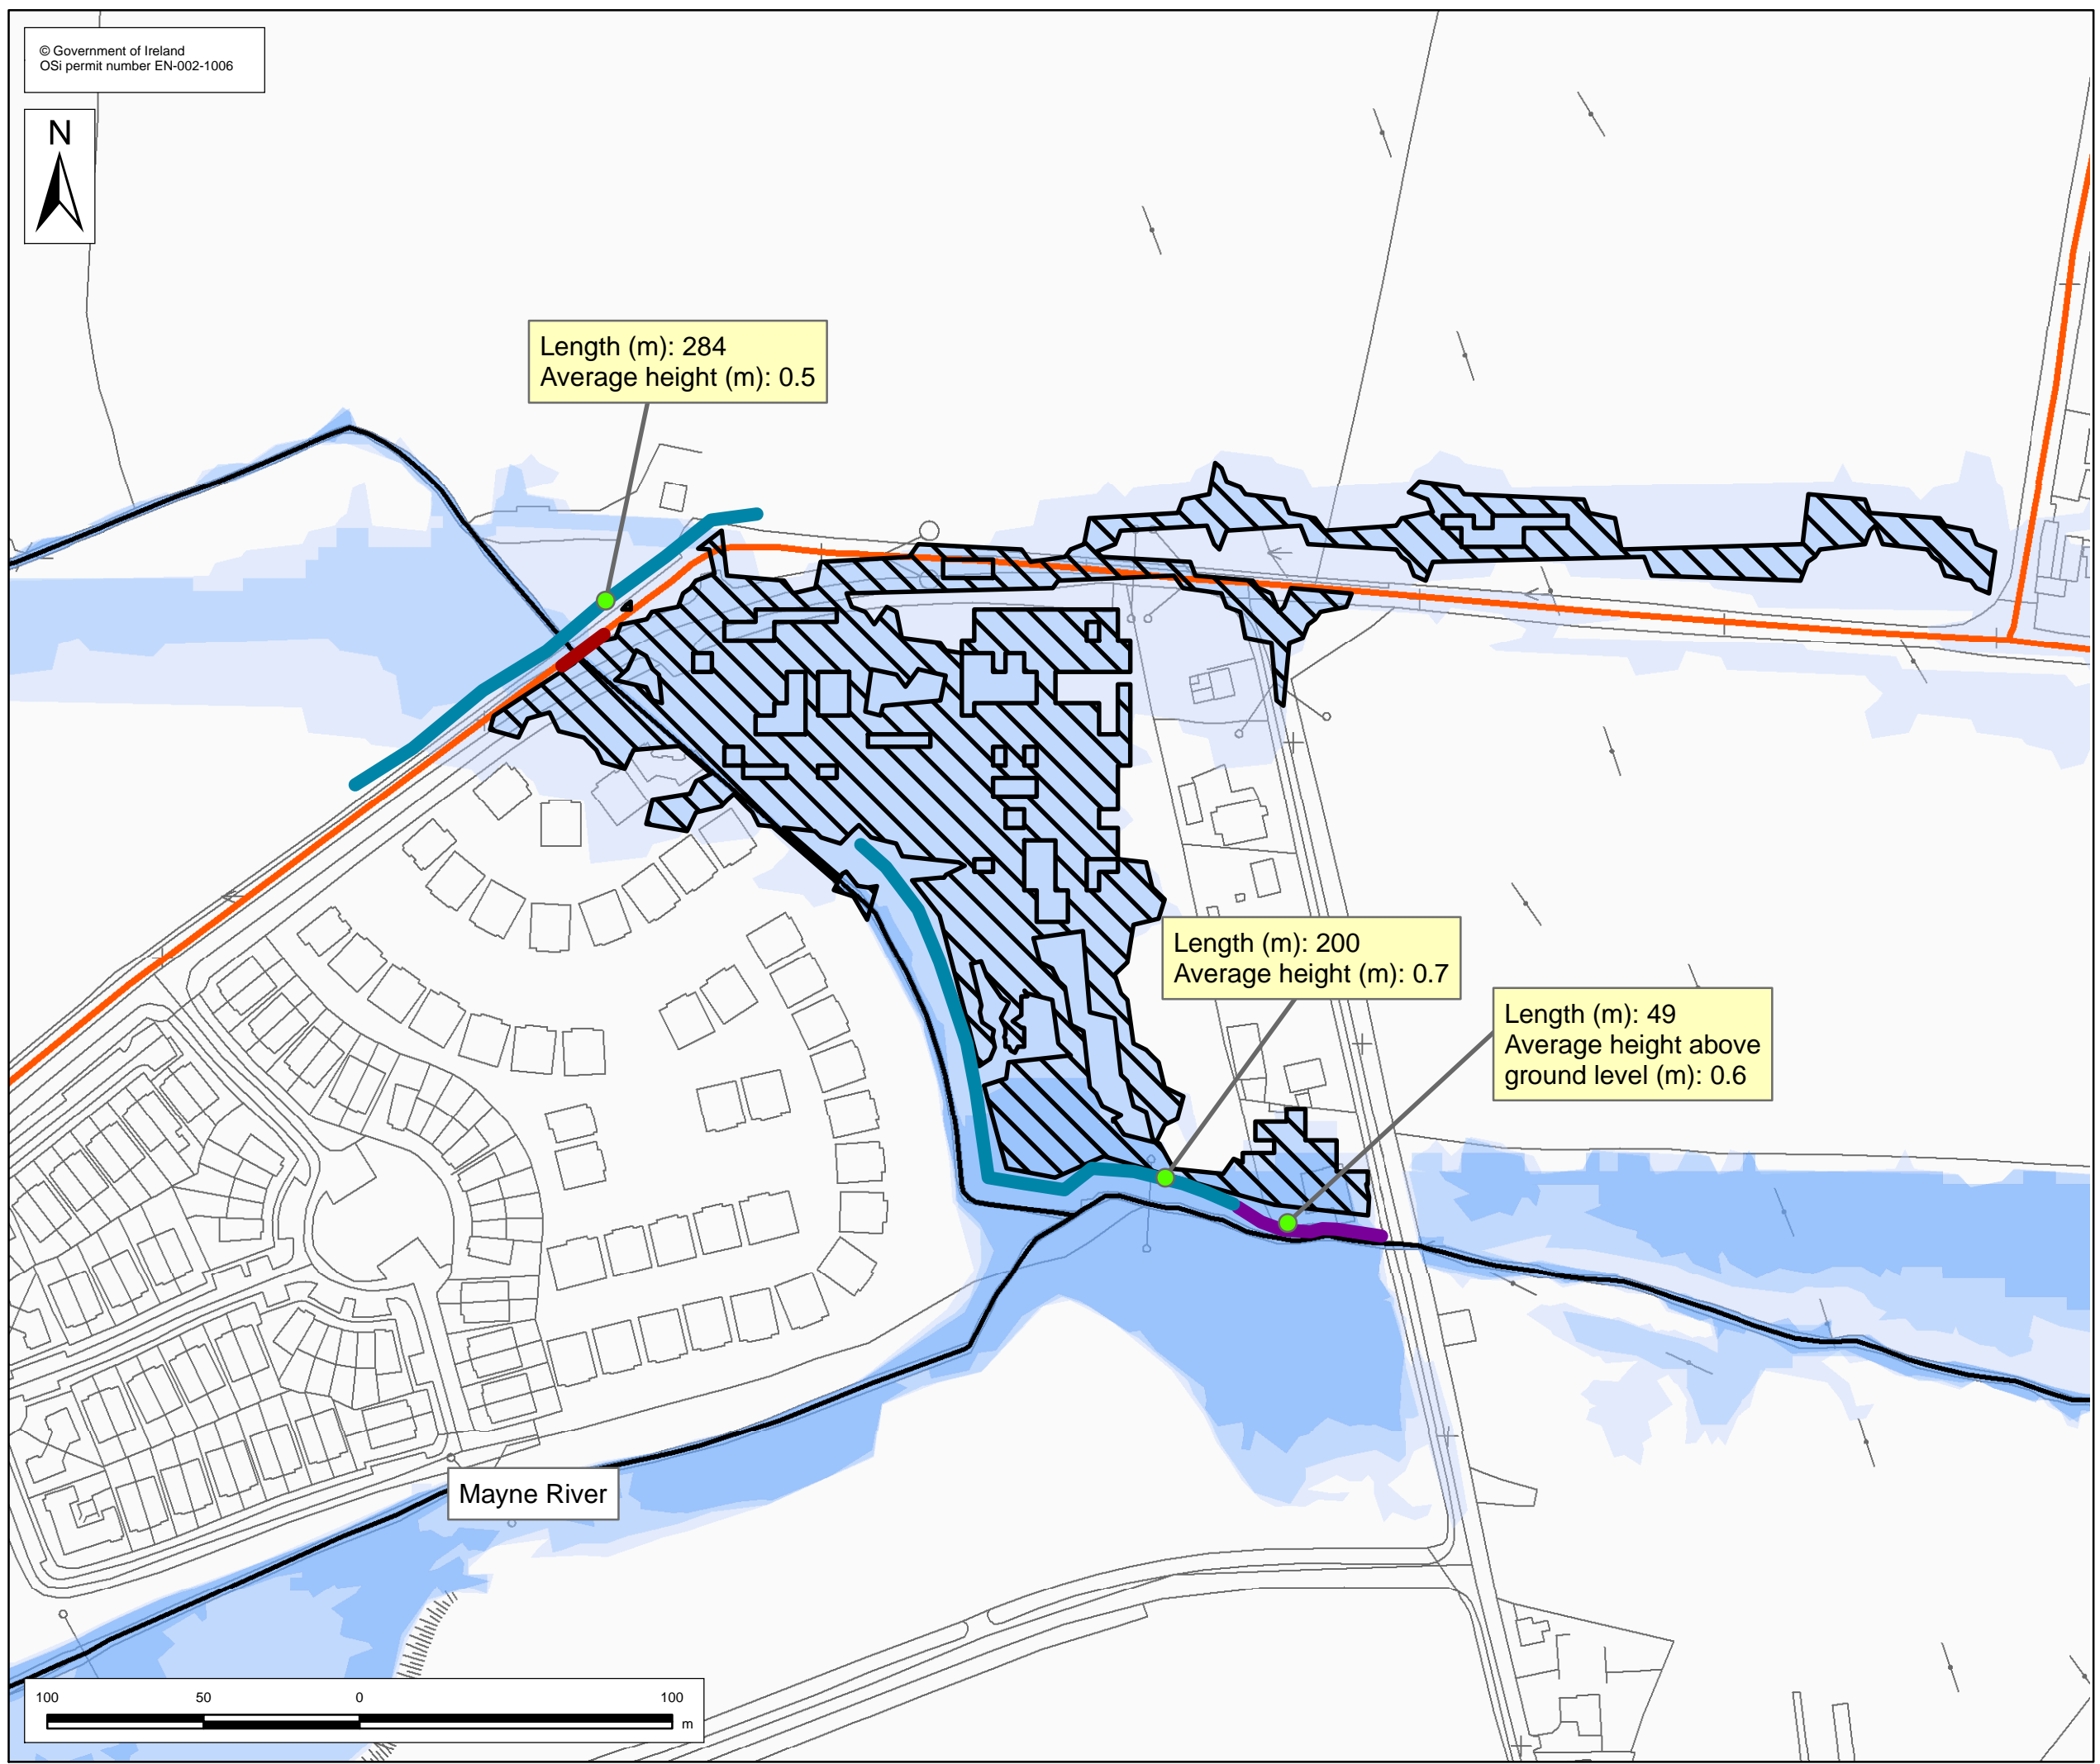 © Government of Ireland
OSi permit number EN-002-1006
N
Length (m): 284
Average height (m): 0.5
Length (m): 200
Average height (m): 0.7
Length (m): 49
Average height above
ground level (m): 0.6
Mayne River
100 50 0 100
m